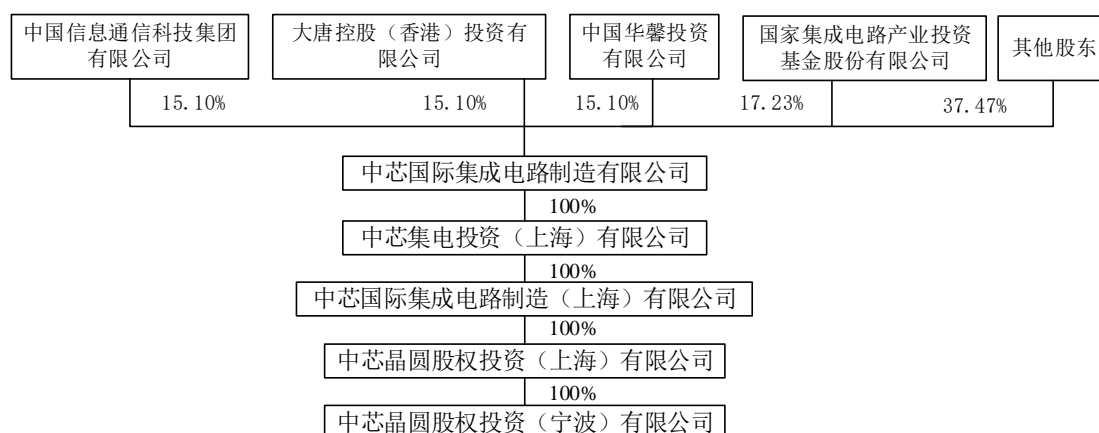 中国信息通信科技集团
有限公司
大唐控股（香港）投资有
限公司
中国华馨投资
有限公司
国家集成电路产业投资
基金股份有限公司
其他股东
15.10%
15.10%
15.10%
17.23%
37.47%
中芯国际集成电路制造有限公司
100%
中芯集电投资（上海）有限公司
100%
中芯国际集成电路制造（上海）有限公司
100%
中芯晶圆股权投资（上海）有限公司
100%
中芯晶圆股权投资（宁波）有限公司